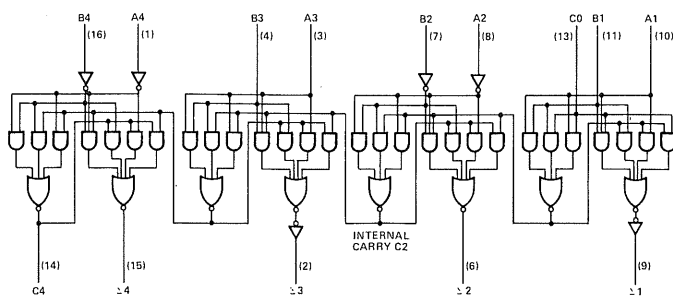 B4 A4 B3 A3 B2 A2 C0 B1 A1
(16) (1) (4) (3) (7) (8) (13) (11) (10)
INTERNAL
CARRY C2
(14) (15) (2) (6) (9)
C4 Σ4 Σ3 Σ2 Σ1